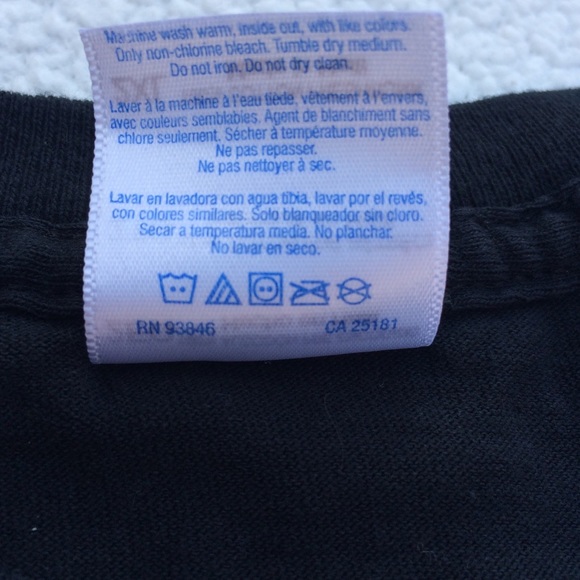 Machine wash warm, inside out, with like colors.
Only non-chlorine bleach. Tumble dry medium.
Do not iron. Do not dry clean.
Laver à la machine à l'eau tiède, vêtement à l'envers,
avec couleurs semblables. Agent de blanchiment sans
chlore seulement. Sécher à température moyenne.
Ne pas repasser.
Ne pas nettoyer à sec.
Lavar en lavadora con agua tibia, lavar por el revés,
con colores similares. Solo blanqueador sin cloro.
Secar a temperatura media. No planchar.
No lavar en seco.
RN 93846 CA 25181